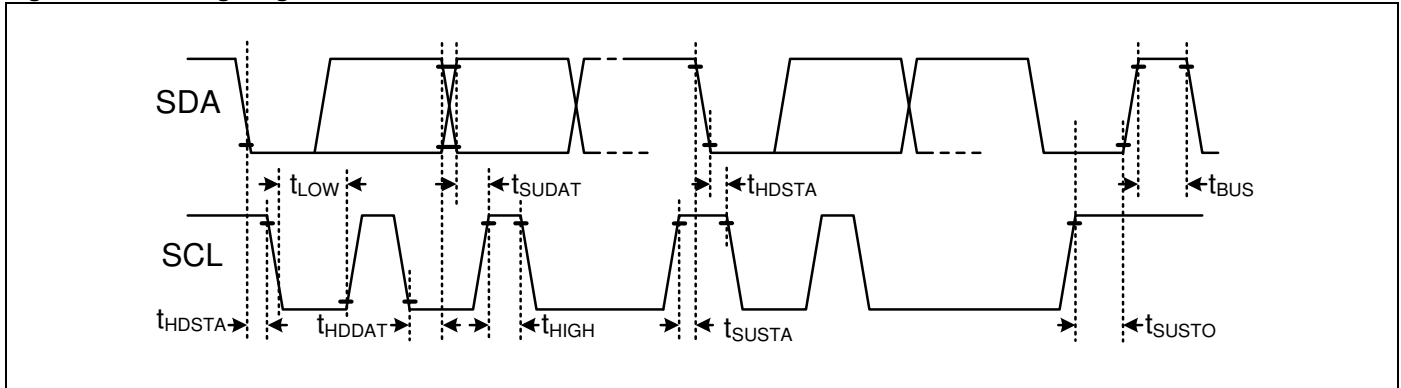 SDA
tLOW
tSUDAT
tHDSTA
tBUS
SCL
tHDSTA
tHDDAT
tHIGH
tSUSTA
tSUSTO